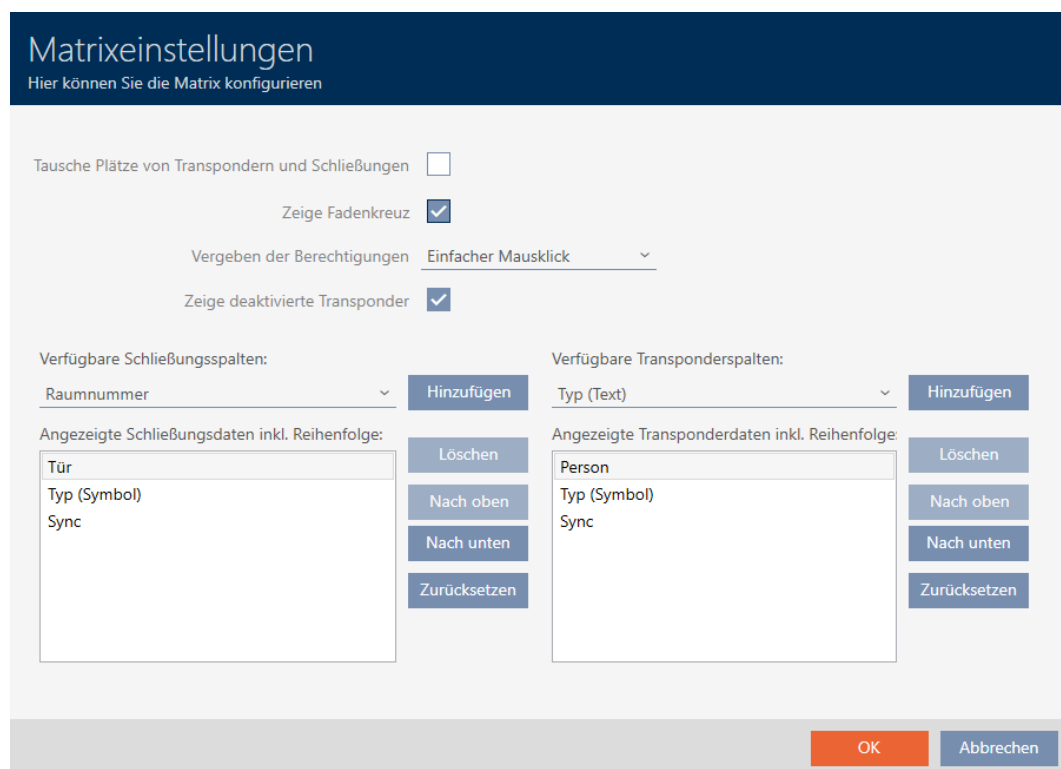 Matrixeinstellungen
Hier können Sie die Matrix konfigurieren
Tausche Plätze von Transpondern und Schließungen
Zeige Fadenkreuz
Vergeben der Berechtigungen Einfacher Mausklick
Zeige deaktivierte Transponder
Verfügbare Schließungsspalten:
Raumnummer Hinzufügen
Angezeigte Schließungsdaten inkl. Reihenfolge:
Tür
Typ (Symbol)
Sync
Löschen
Nach oben
Nach unten
Zurücksetzen
Verfügbare Transponderspalten:
Typ (Text) Hinzufügen
Angezeigte Transponderdaten inkl. Reihenfolge:
Person
Typ (Symbol)
Sync
Löschen
Nach oben
Nach unten
Zurücksetzen
OK Abbrechen